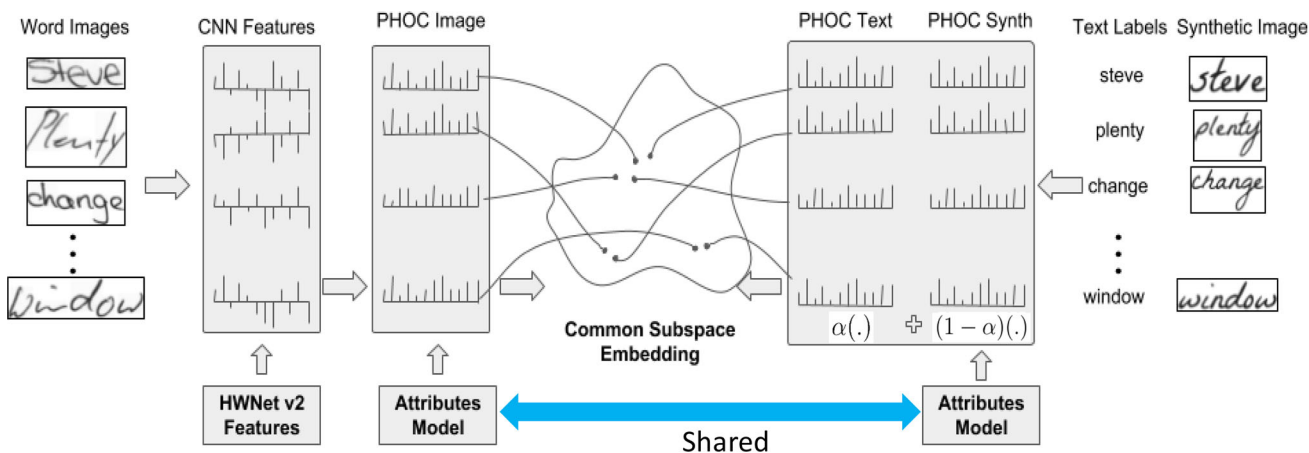 Word Images
CNN Features
PHOC Image
PHOC Text
PHOC Synth
Text Labels
Synthetic Image
Steve
steve
steve
Plenty
plenty
plenty
change
change
change
window
window
window
α(.) + (1 − α)(.)
Common Subspace
Embedding
HWNet v2
Features
Attributes
Model
Attributes
Model
Shared